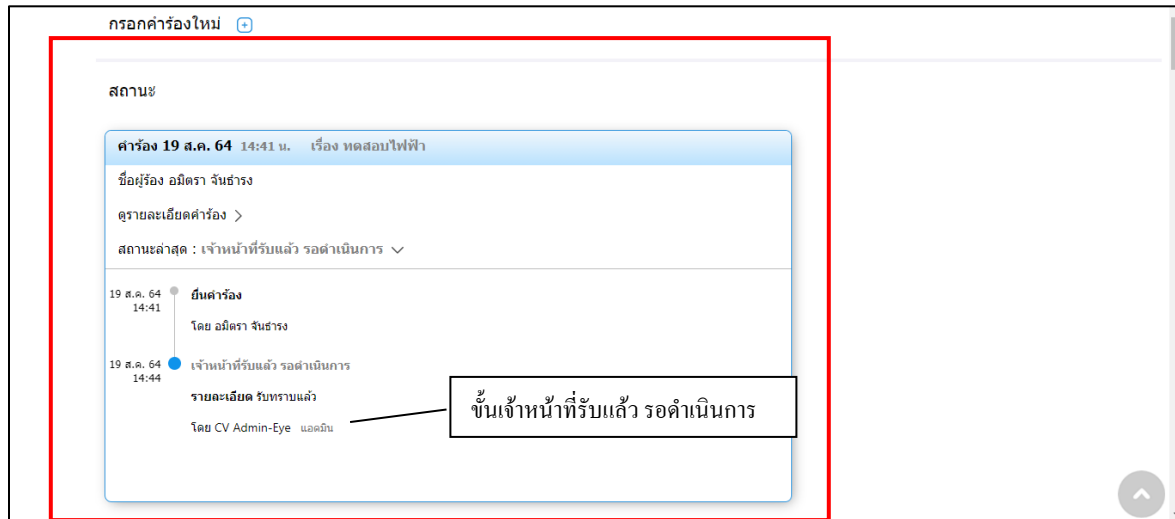 กรอกคำร้องใหม่
สถานะ
คำร้อง 19 ส.ค. 64 14:41 น. เรื่อง ทดสอบไฟฟ้า
ชื่อผู้ร้อง อมิตรา จันธำรง
ดูรายละเอียดคำร้อง >
สถานะล่าสุด : เจ้าหน้าที่รับแล้ว รอดำเนินการ
19 ส.ค. 64 ยื่นคำร้อง
14:41
โดย อมิตรา จันธำรง
19 ส.ค. 64 เจ้าหน้าที่รับแล้ว รอดำเนินการ
14:44
รายละเอียด รับทราบแล้ว
ขั้นเจ้าหน้าที่รับแล้ว รอดำเนินการ
โดย CV Admin-Eye แอดมิน